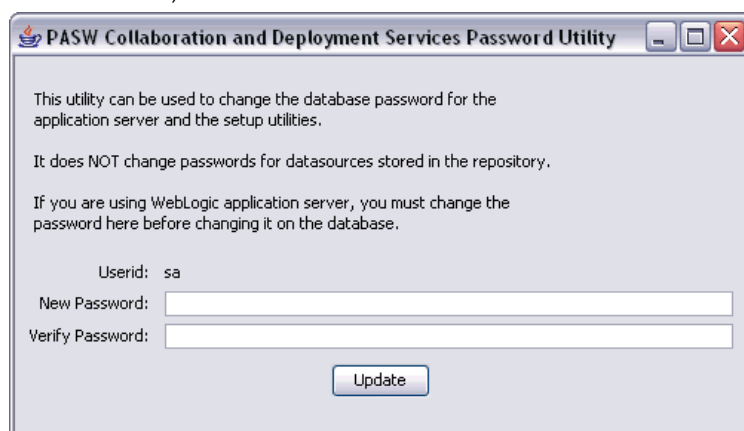 PASW Collaboration and Deployment Services Password Utility
This utility can be used to change the database password for the
application server and the setup utilities.
It does NOT change passwords for datasources stored in the repository.
If you are using WebLogic application server, you must change the
password here before changing it on the database.
Userid: sa
New Password:
Verify Password:
Update